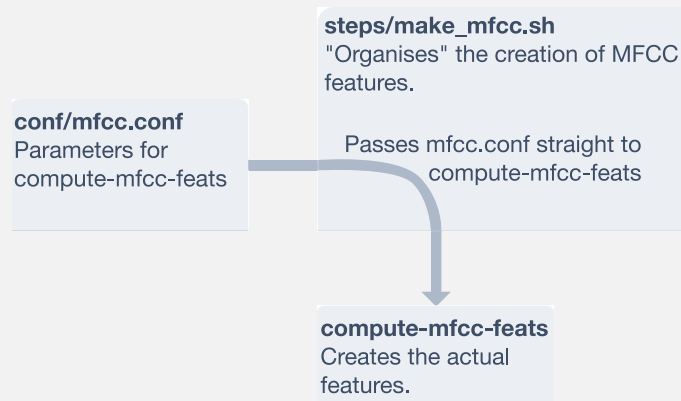 steps/make_mfcc.sh
"Organises" the creation of MFCC
features.
conf/mfcc.conf
Parameters for
compute-mfcc-feats
Passes mfcc.conf straight to
compute-mfcc-feats
compute-mfcc-feats
Creates the actual
features.